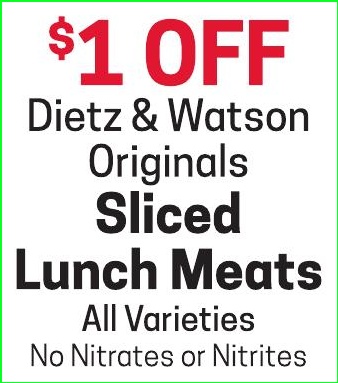 $1 OFF
Dietz & Watson
Originals
Sliced
Lunch Meats
All Varieties
No Nitrates or Nitrites